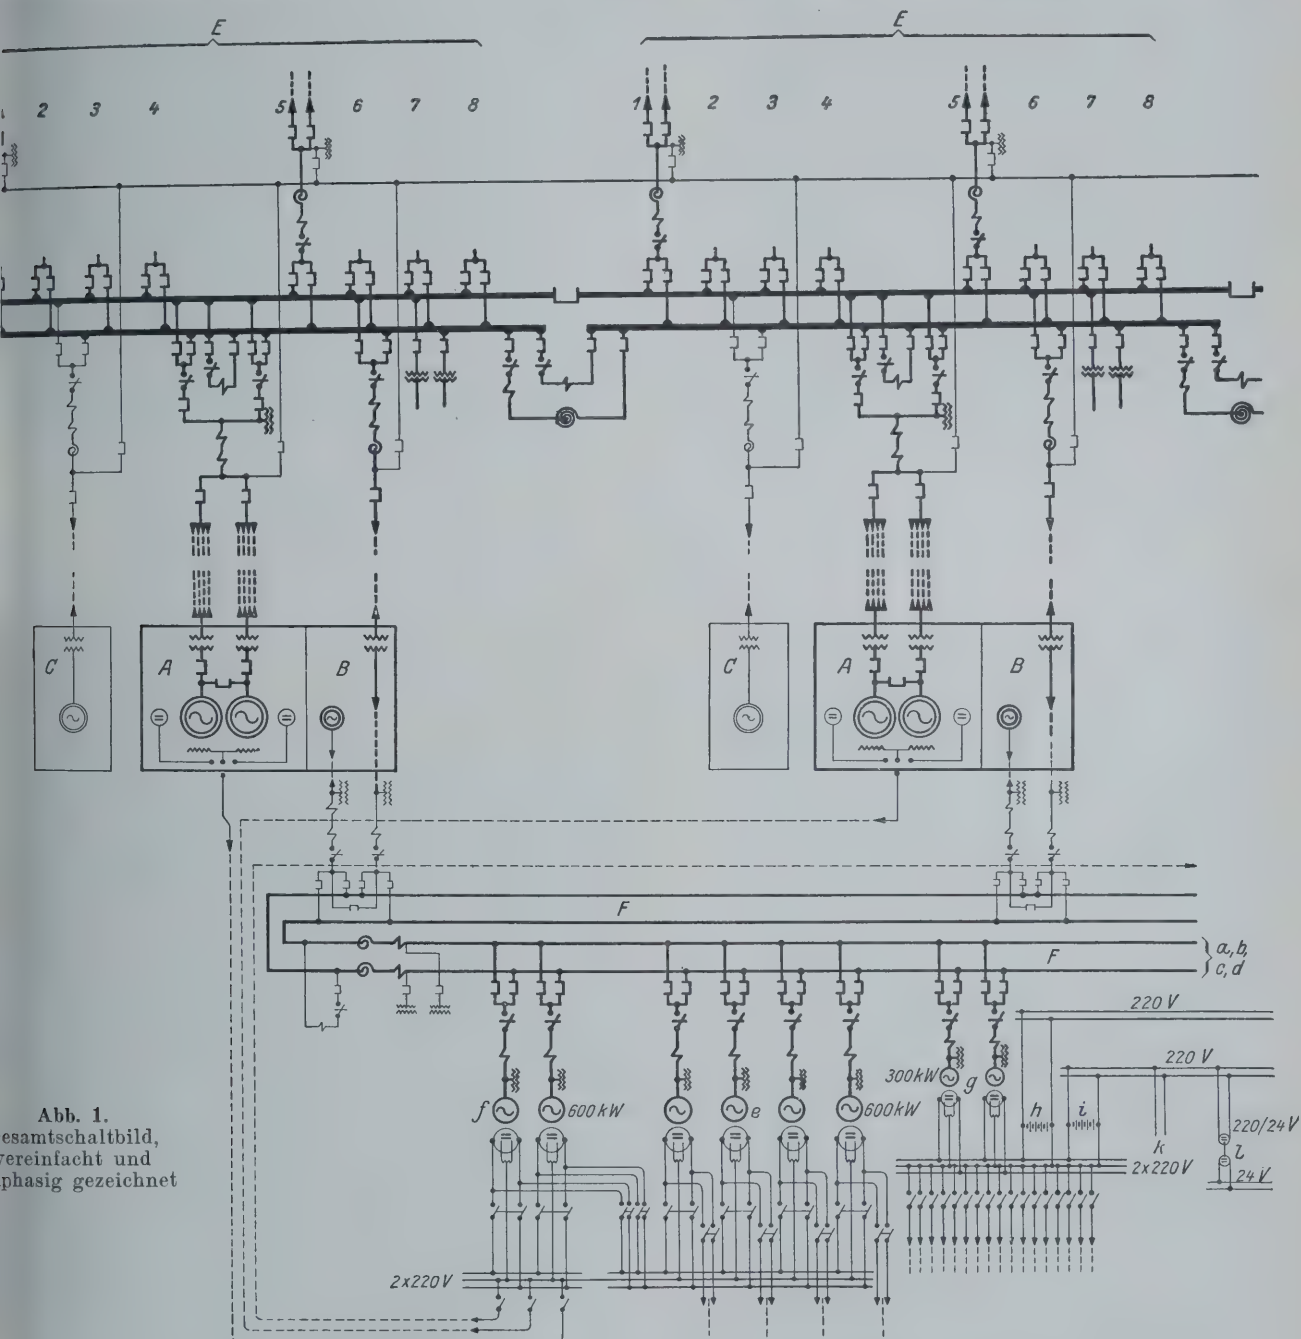 E E
2 3 4 5 6 7 8 1 2 3 4 5 6 7 8
C A B C A B
F
F a, b,
c, d
220 V
220 V
300 kW g
f 600 kW e 600 kW h i k 220/24 V
l
2x220 V 24 V
Abb. 1.
esamtschaltbild,
vereinfacht und
phasig gezeichnet
2x220 V